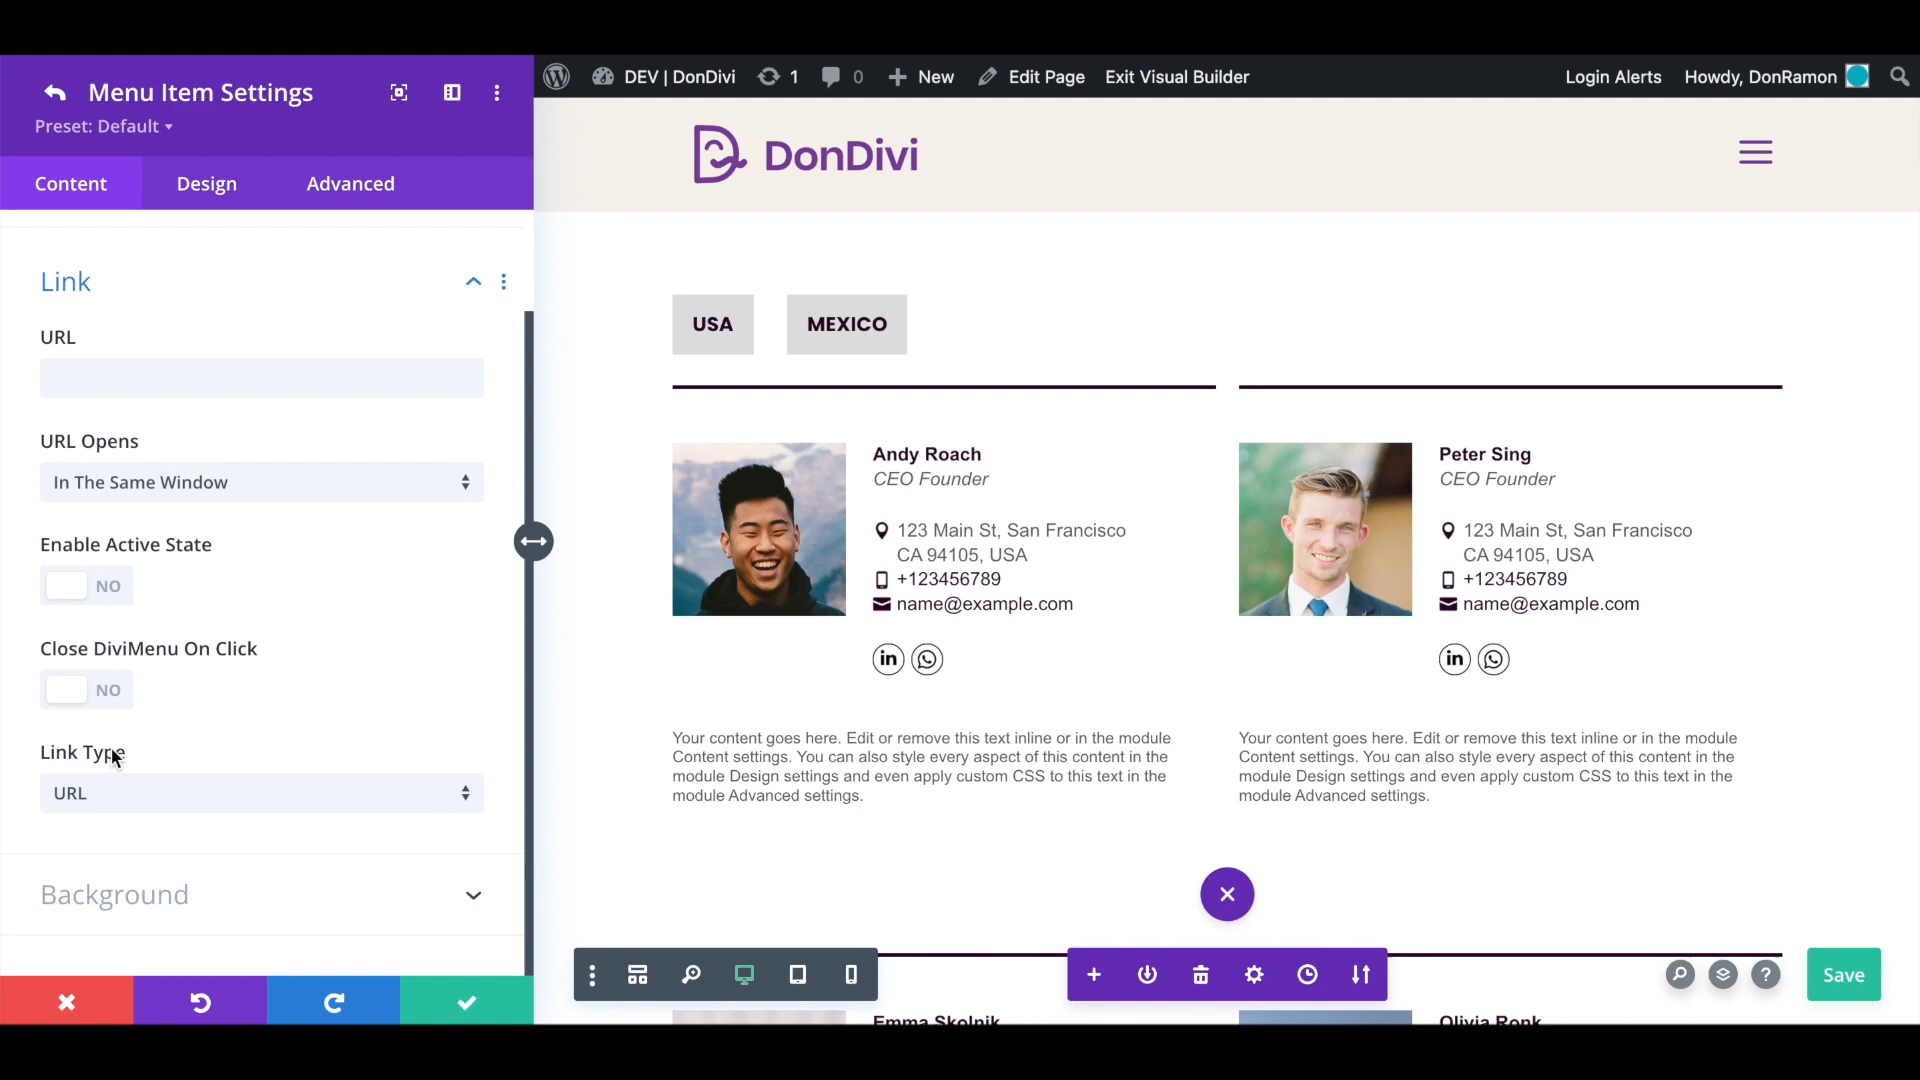 Menu Item Settings
Preset: Default
Content
Design
Advanced
Link
URL
URL Opens
In The Same Window
Enable Active State
NO
Close DiviMenu On Click
NO
Link Type
URL
Background
DEV | DonDivi
1
0
New
Edit Page
Exit Visual Builder
Login Alerts
Howdy, DonRamon
DonDivi
USA
MEXICO
Andy Roach
CEO Founder
123 Main St, San Francisco
CA 94105, USA
+123456789
name@example.com
in
Your content goes here. Edit or remove this text inline or in the module
Content settings. You can also style every aspect of this content in the
module Design settings and even apply custom CSS to this text in the
module Advanced settings.
Peter Sing
CEO Founder
123 Main St, San Francisco
CA 94105, USA
+123456789
name@example.com
in
Your content goes here. Edit or remove this text inline or in the module
Content settings. You can also style every aspect of this content in the
module Design settings and even apply custom CSS to this text in the
module Advanced settings.
?
Save
Emma Skolnik
Olivia Ronk